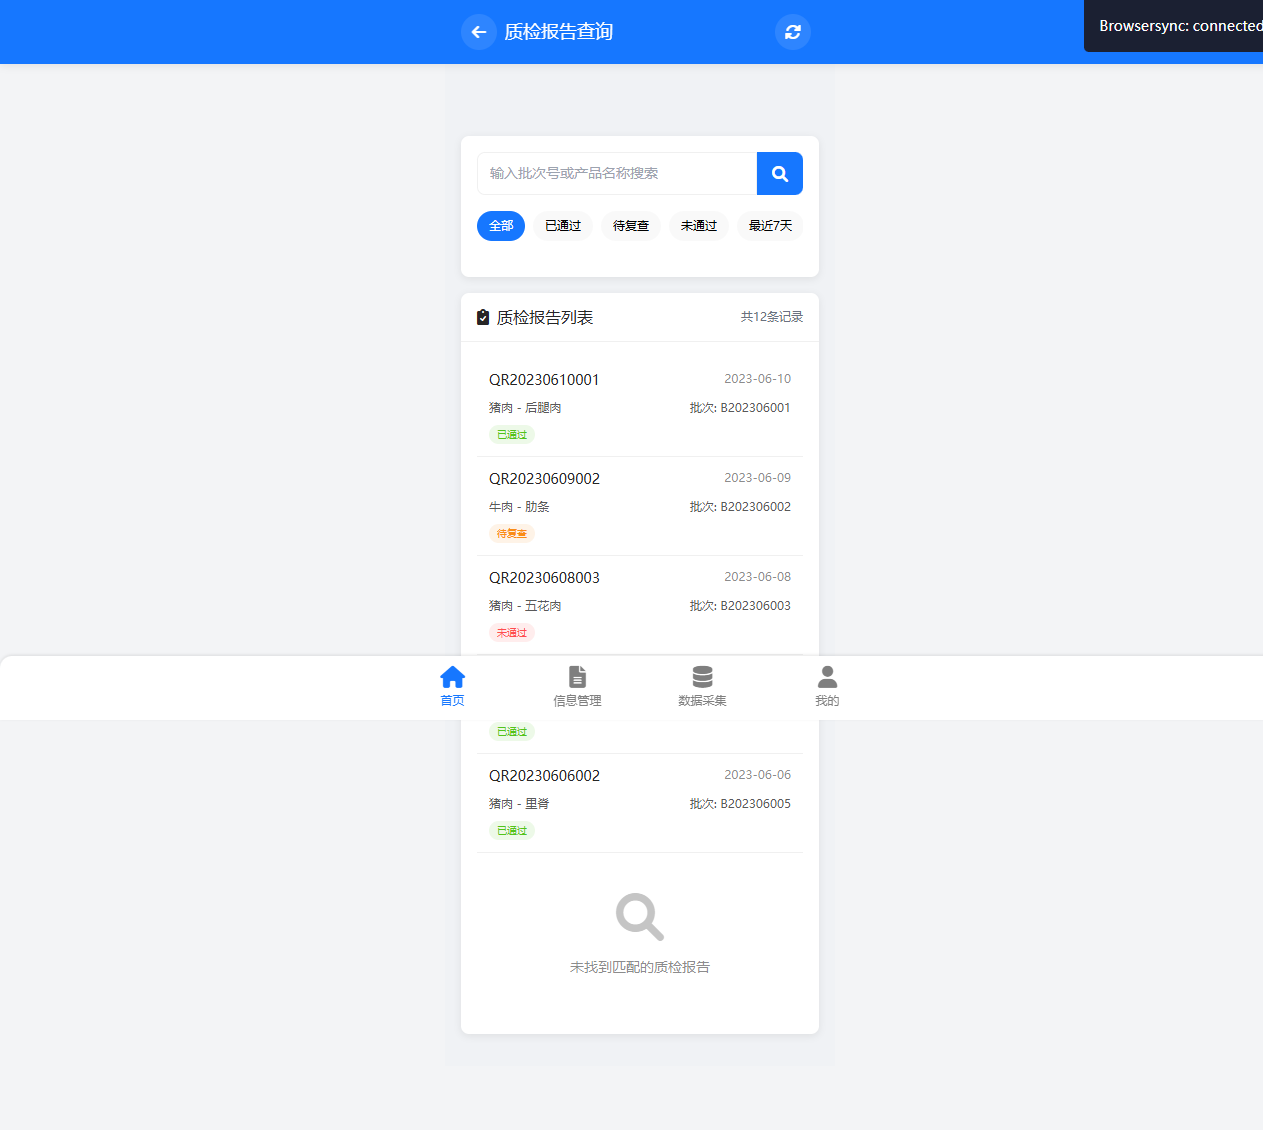 质检报告查询
Browsersync: connected
输入批次号或产品名称搜索
全部 已通过 待复查 未通过 最近7天
质检报告列表 共12条记录
QR20230610001 2023-06-10
猪肉 - 后腿肉 批次: B202306001
已通过
QR20230609002 2023-06-09
牛肉 - 肋条 批次: B202306002
待复查
QR20230608003 2023-06-08
猪肉 - 五花肉 批次: B202306003
未通过
首页 信息管理 数据采集 我的
已通过
QR20230606002 2023-06-06
猪肉 - 里脊 批次: B202306005
已通过
未找到匹配的质检报告